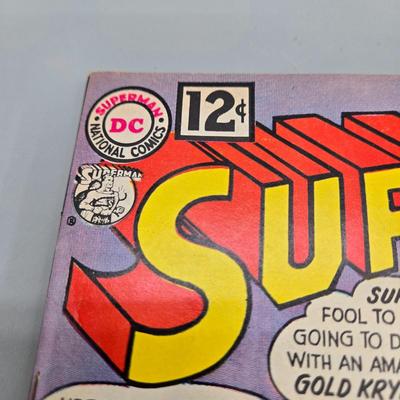 SUPERMAN
DC
NATIONAL COMICS
12¢
SUPERMAN
®
SUP
SUP
FOOL TO
GOING TO D
WITH AN AMA
GOLD KRY